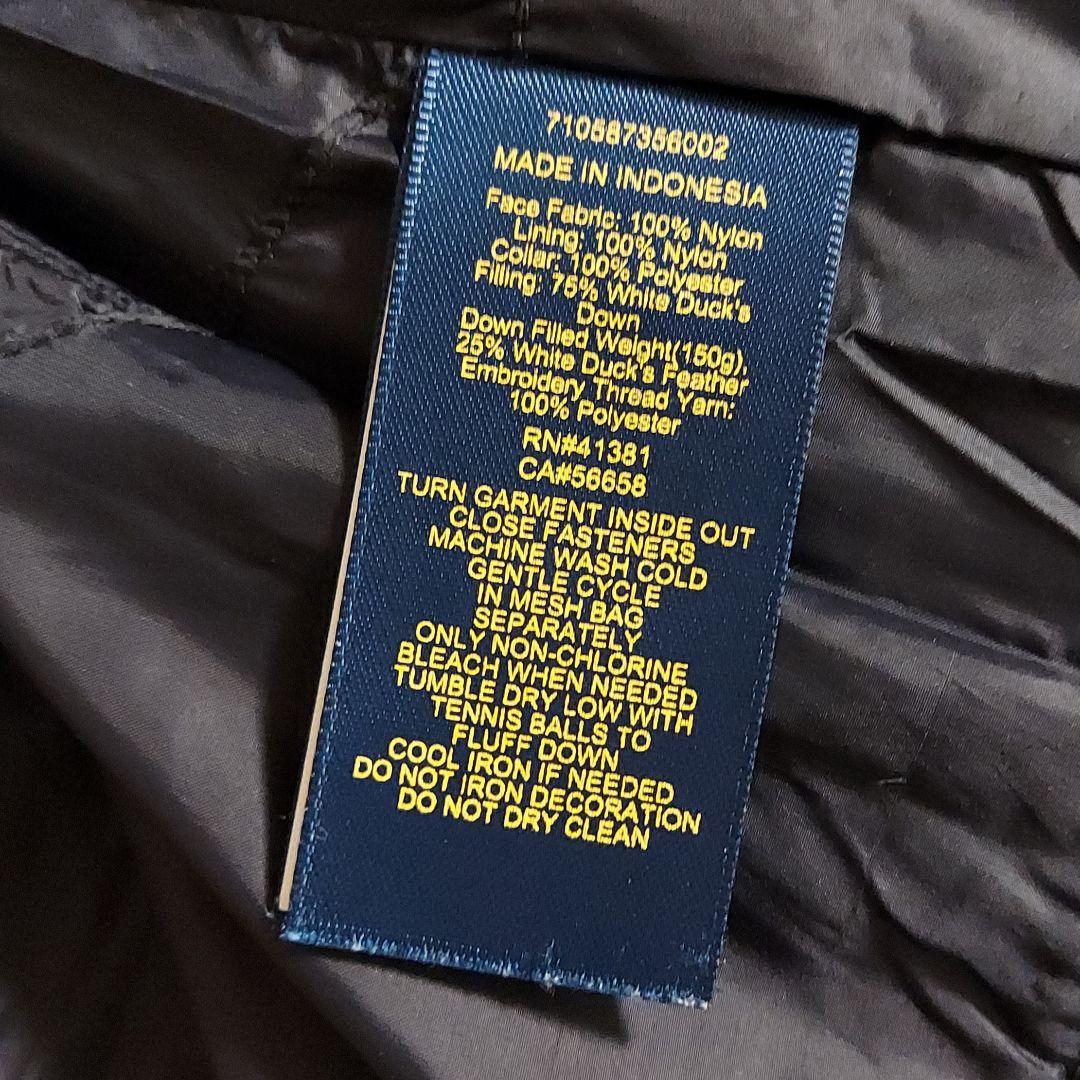 710587356002
MADE IN INDONESIA
Face Fabric: 100% Nylon
Lining: 100% Nylon
Collar: 100% Polyester
Filling: 75% White Duck's
Down
Down Filled Weight(150g),
25% White Duck's Feather
Embroidery Thread Yarn:
100% Polyester
RN#41381
CA#56658
TURN GARMENT INSIDE OUT
CLOSE FASTENERS
MACHINE WASH COLD
GENTLE CYCLE
IN MESH BAG
SEPARATELY
ONLY NON-CHLORINE
BLEACH WHEN NEEDED
TUMBLE DRY LOW WITH
TENNIS BALLS TO
FLUFF DOWN
COOL IRON IF NEEDED
DO NOT IRON DECORATION
DO NOT DRY CLEAN